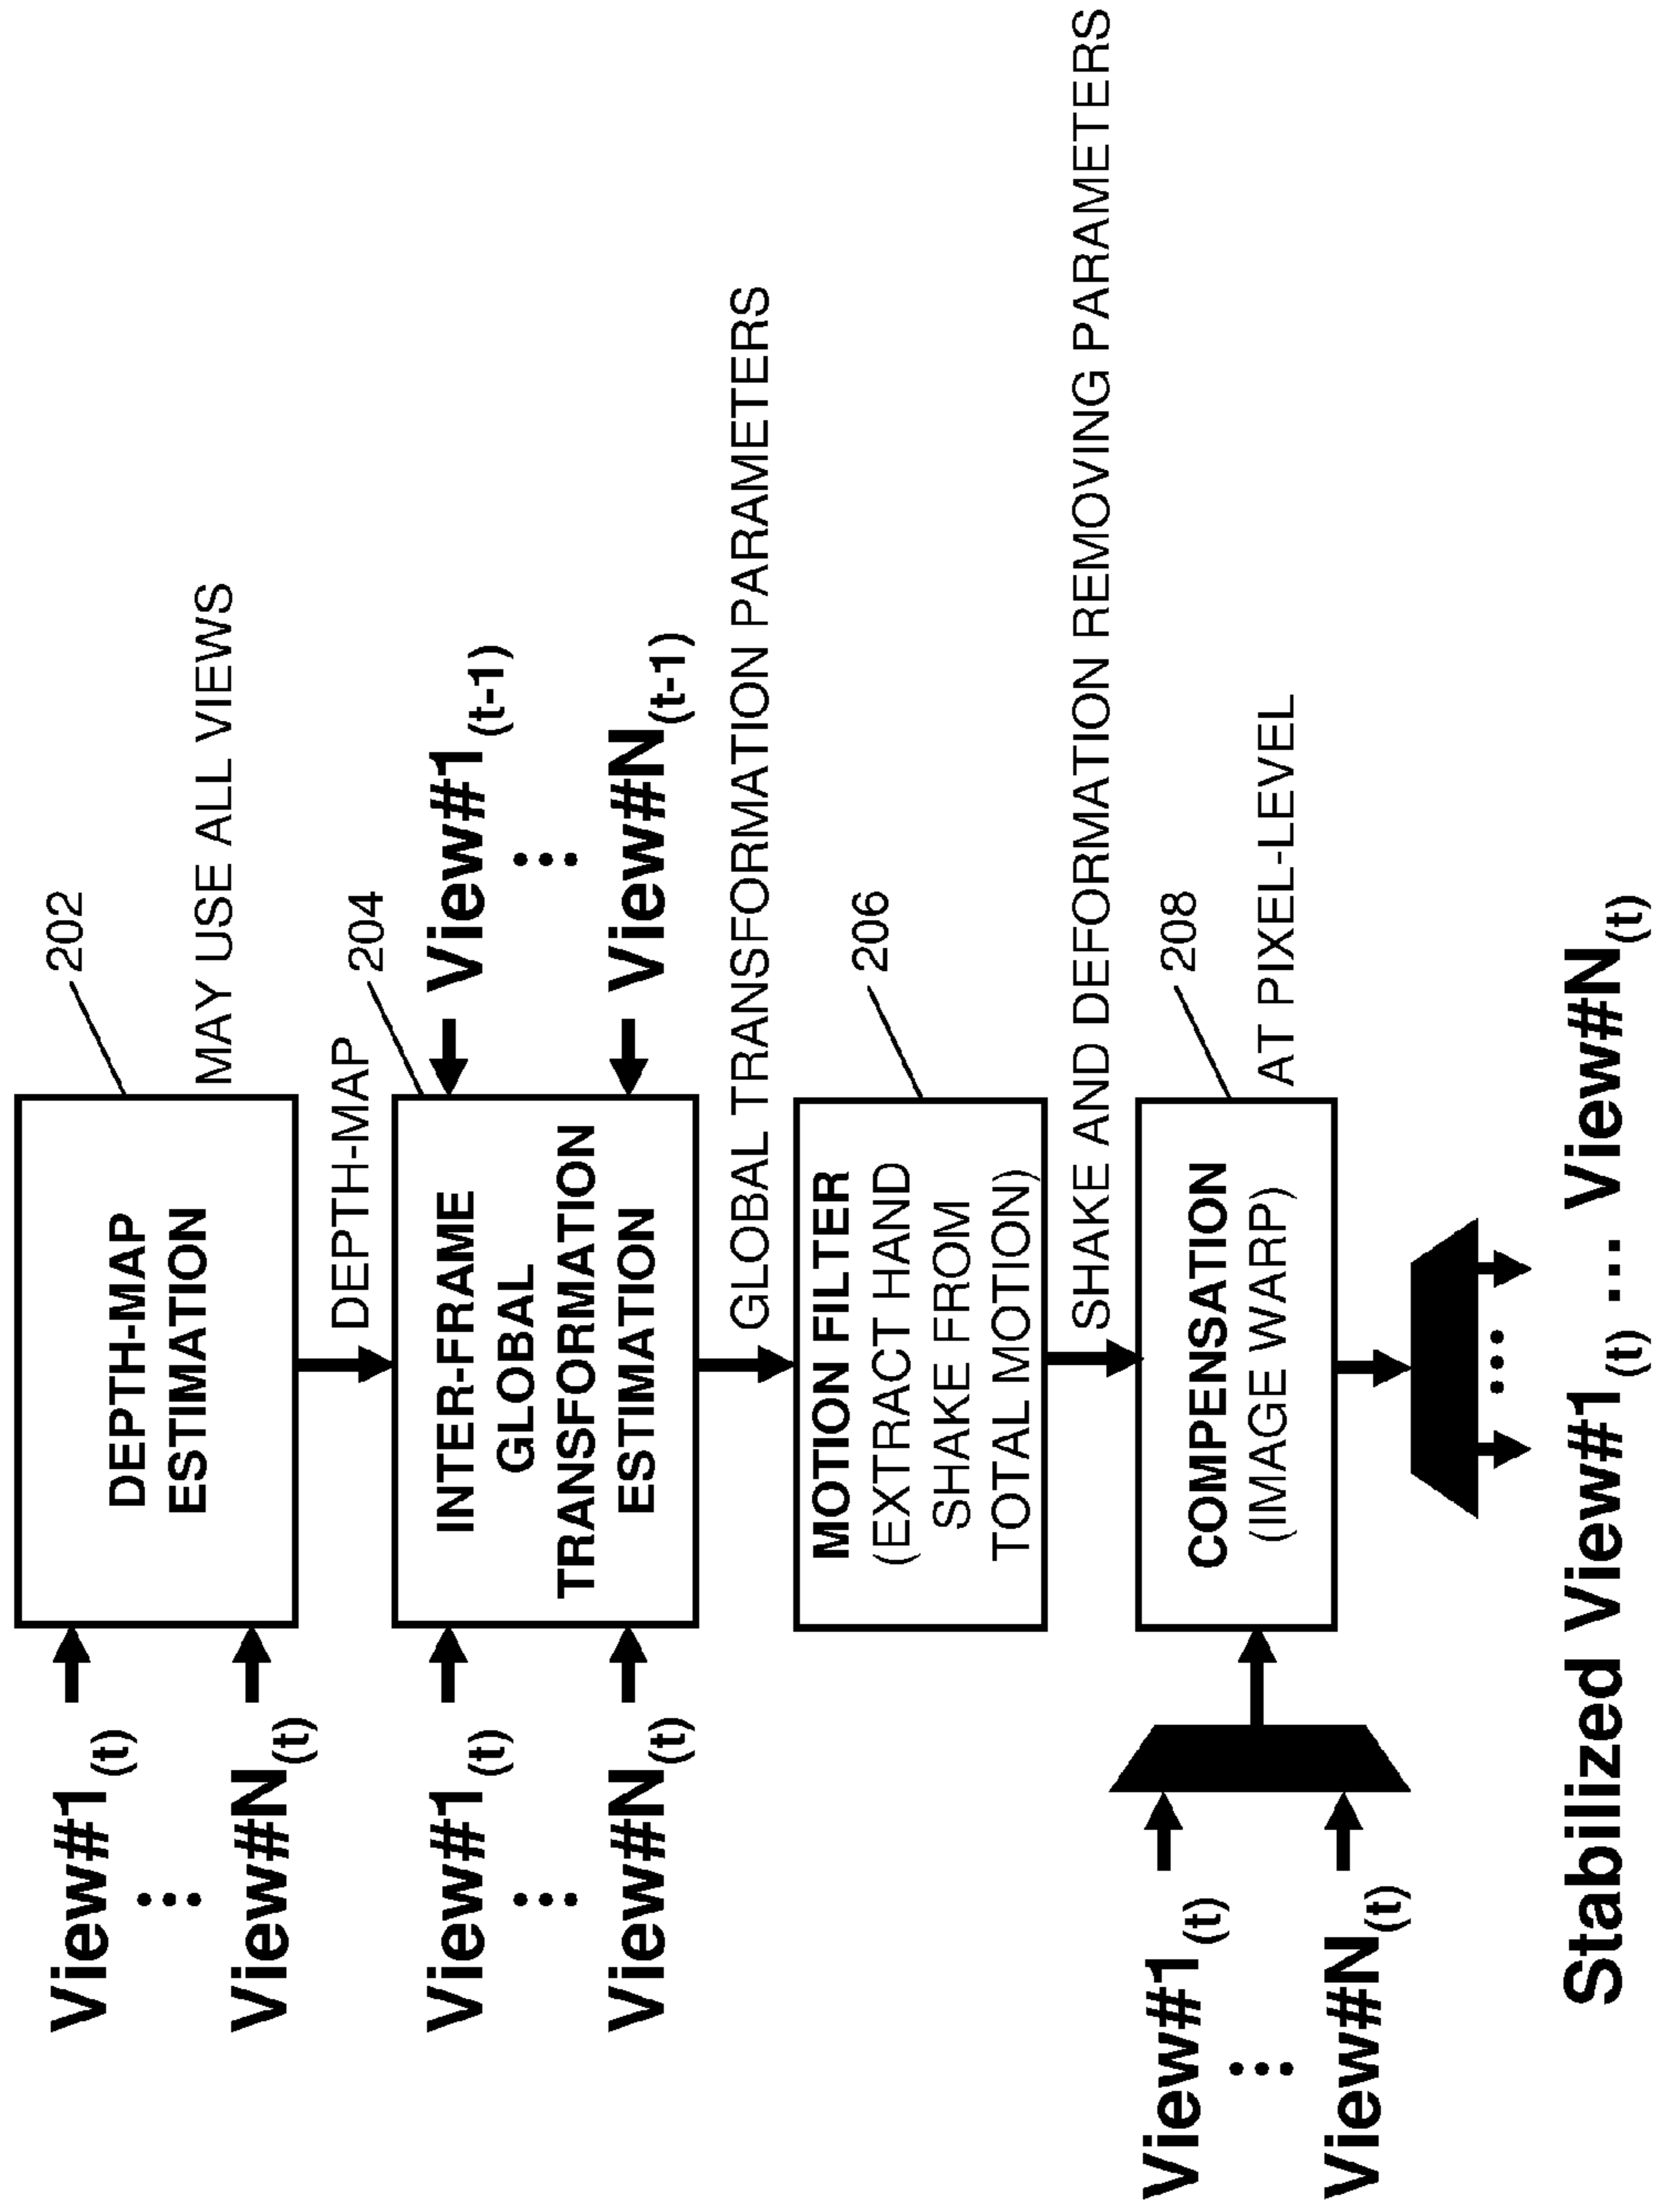 202
View#1(t)
⋮
View#N(t)
DEPTH-MAP
ESTIMATION
MAY USE ALL VIEWS
DEPTH-MAP
204
View#1(t)
⋮
View#N(t)
INTER-FRAME
GLOBAL
TRANSFORMATION
ESTIMATION
View#1(t-1)
⋮
View#N(t-1)
GLOBAL TRANSFORMATION PARAMETERS
206
MOTION FILTER
(EXTRACT HAND
SHAKE FROM
TOTAL MOTION)
SHAKE AND DEFORMATION REMOVING PARAMETERS
208
View#1(t)
⋮
View#N(t)
COMPENSATION
(IMAGE WARP)
AT PIXEL-LEVEL
...
Stabilized View#1(t) ... View#N(t)